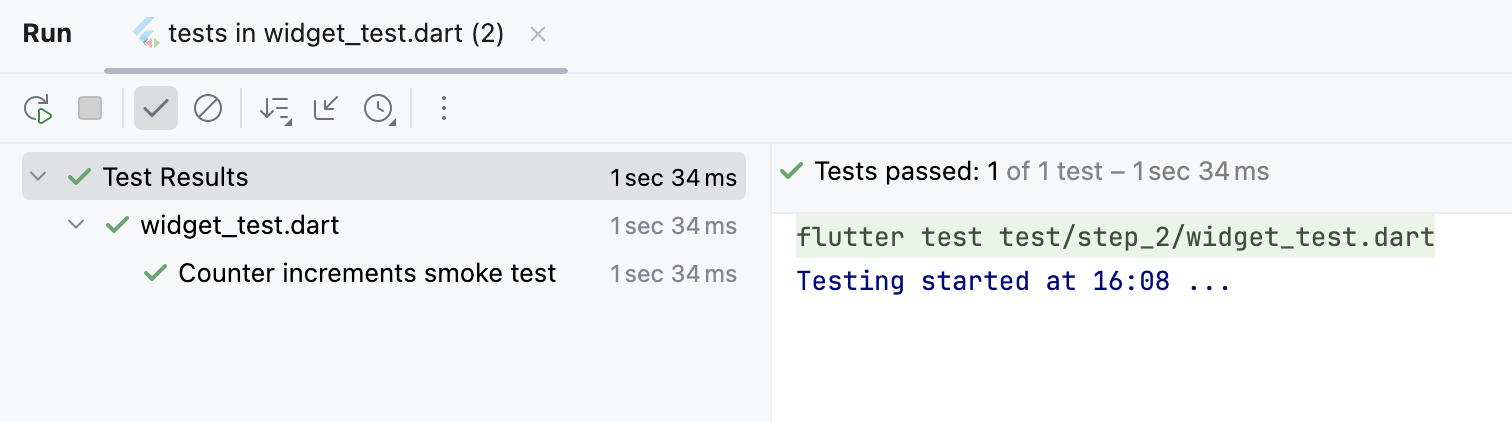 Run
tests in widget_test.dart (2)
Test Results 1 sec 34 ms
widget_test.dart 1 sec 34 ms
Counter increments smoke test 1 sec 34 ms
Tests passed: 1 of 1 test – 1 sec 34 ms
flutter test test/step_2/widget_test.dart
Testing started at 16:08 ...